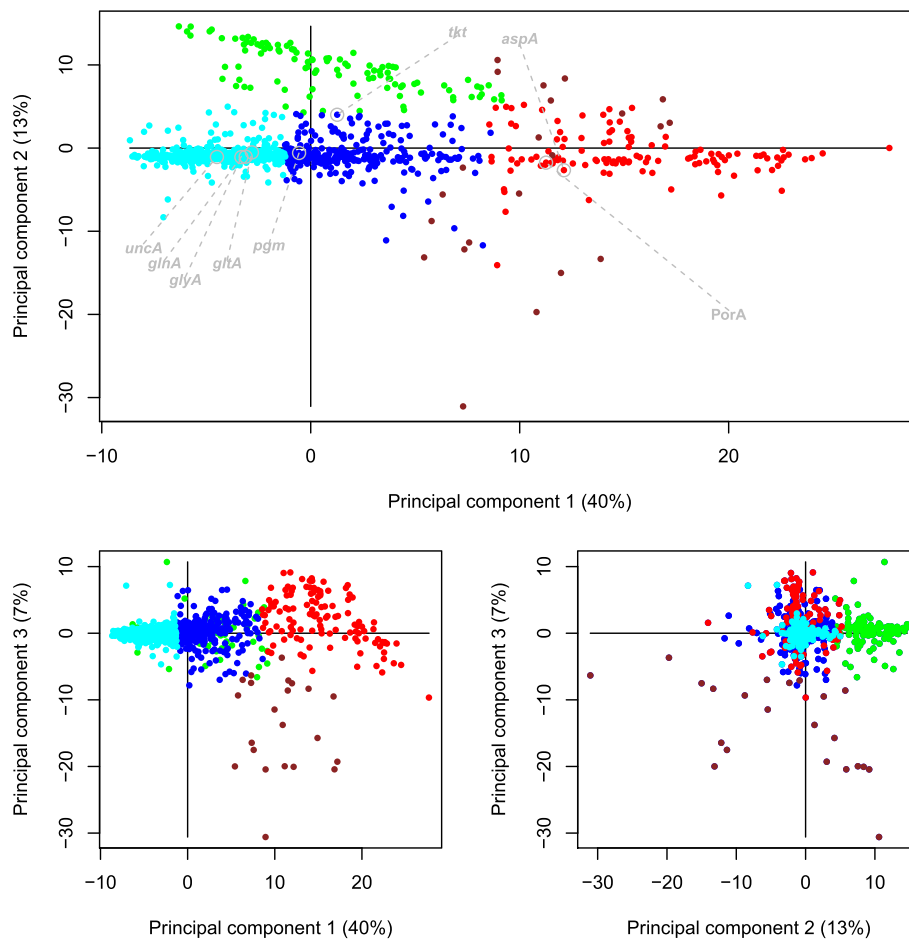 tkt
aspA
10
0
−10
−20
−30
Principal component 2 (13%)
uncA
glnA
glyA
gltA
pgm
PorA
−10
0
10
20
Principal component 1 (40%)
10
0
−10
−20
−30
Principal component 3 (7%)
−10
0
10
20
Principal component 1 (40%)
10
0
−10
−20
−30
Principal component 3 (7%)
−30
−20
−10
0
10
Principal component 2 (13%)